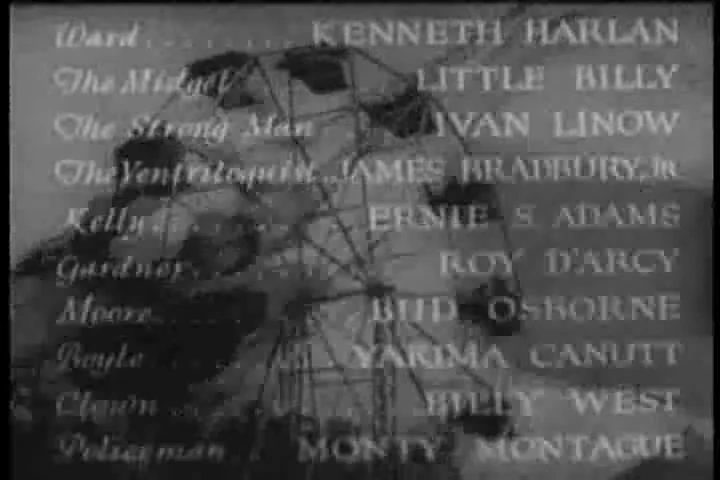 Ward ......... KENNETH HARLAN
The Midget LITTLE BILLY
The Strong Man .. IVAN LINOW
The Ventriloquist..JAMES BRADBURY, JR.
Kelly ......... ERNIE S ADAMS
Gardner .......... ROY D'ARCY
Moore ........ BUD OSBORNE
Boyle ........ YAKIMA CANUTT
Clown ........... BILLY WEST
Policeman .. MONTY MONTAGUE